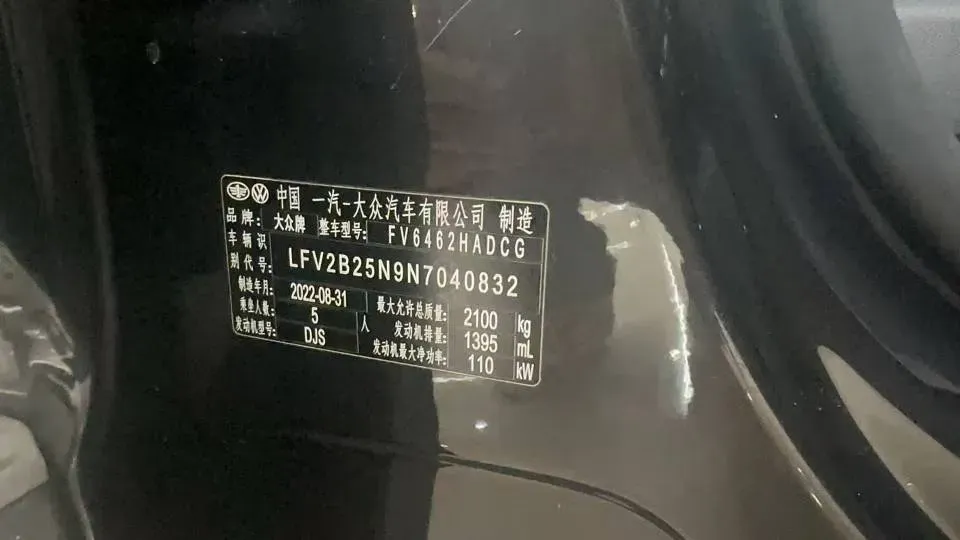 中国 一汽-大众汽车有限公司 制造
品牌: 大众牌 整车型号: FV6462HADCG
车辆识别代号: LFV2B25N9N7040832
制造年月: 2022-08-31 最大允许总质量: 2100 kg
乘坐人数: 5 人 发动机排量: 1395 mL
发动机型号: DJS 发动机最大净功率: 110 kW